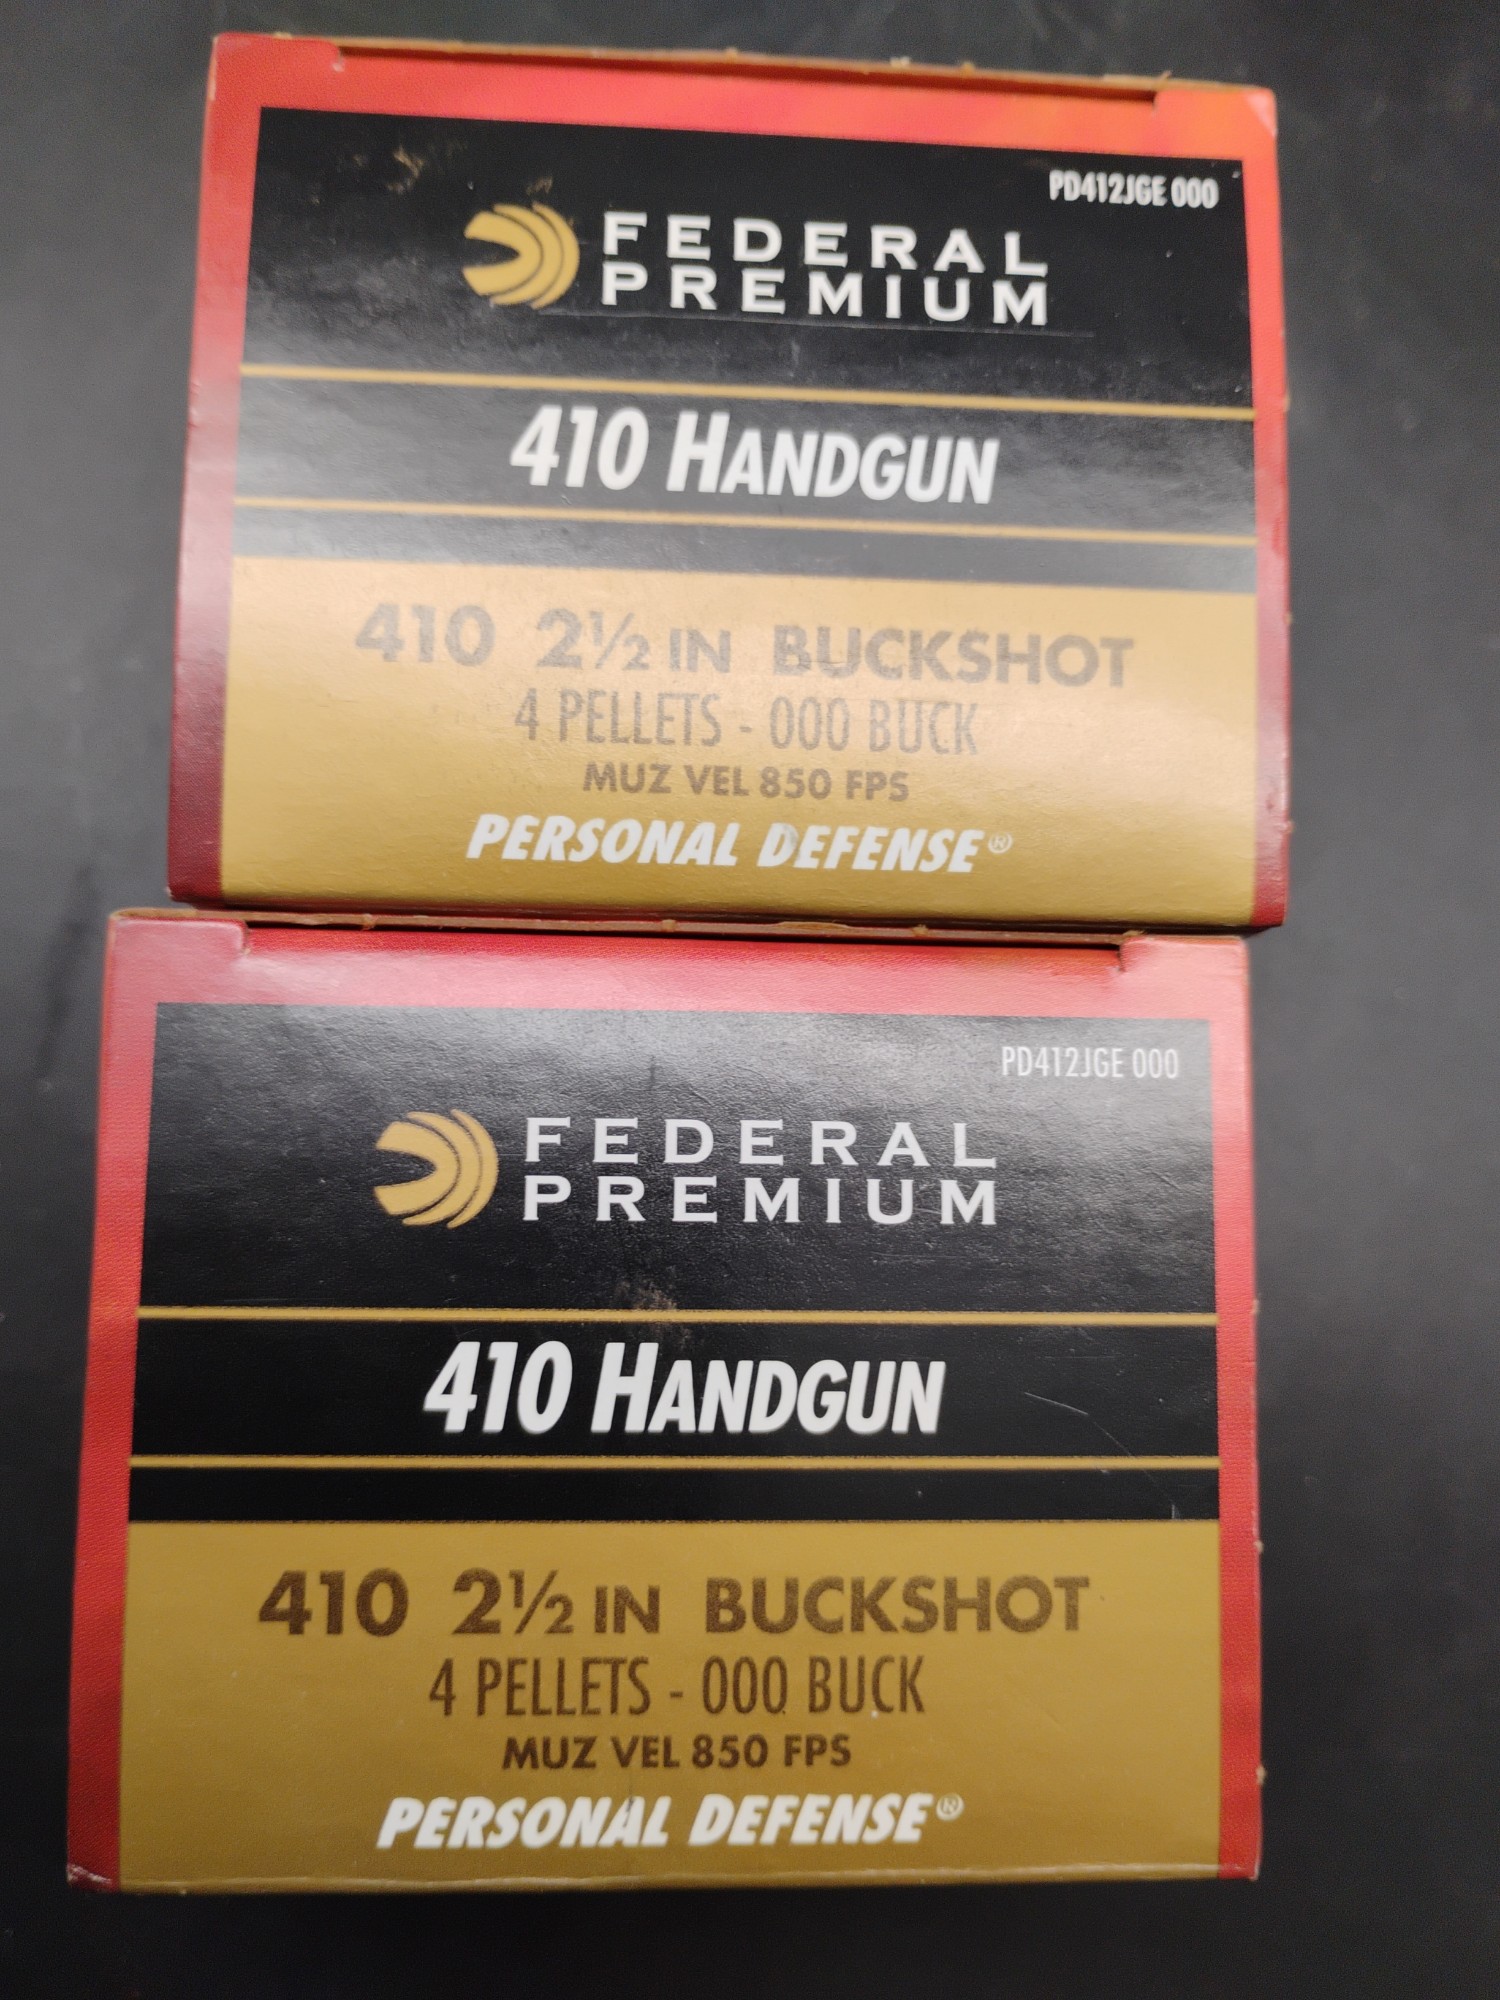 PD412JGE 000
FEDERAL
PREMIUM
410 HANDGUN
410 2½ IN BUCKSHOT
4 PELLETS - 000 BUCK
MUZ VEL 850 FPS
PERSONAL DEFENSE®
PD412JGE 000
FEDERAL
PREMIUM
410 HANDGUN
410 2½ IN BUCKSHOT
4 PELLETS - 000 BUCK
MUZ VEL 850 FPS
PERSONAL DEFENSE®